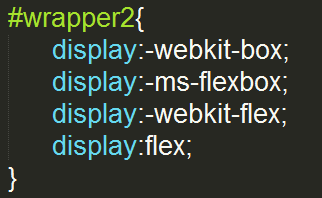 #wrapper2{
display:-webkit-box;
display:-ms-flexbox;
display:-webkit-flex;
display:flex;
}